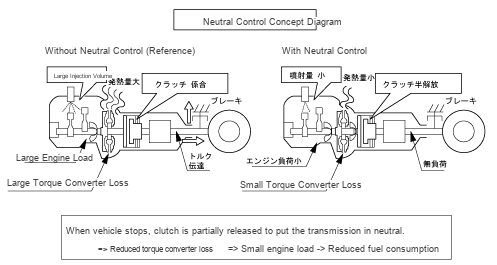 Neutral Control Concept Diagram
Without Neutral Control (Reference)
With Neutral Control
Large Injection Volume
発熱量大
クラッチ 係合
ブレーキ
Large Engine Load
トルク
伝達
Large Torque Converter Loss
噴射量 小
発熱量小
クラッチ半解放
ブレーキ
エンジン負荷小
無負荷
Small Torque Converter Loss
When vehicle stops, clutch is partially released to put the transmission in neutral.
=> Reduced torque converter loss => Small engine load -> Reduced fuel consumption